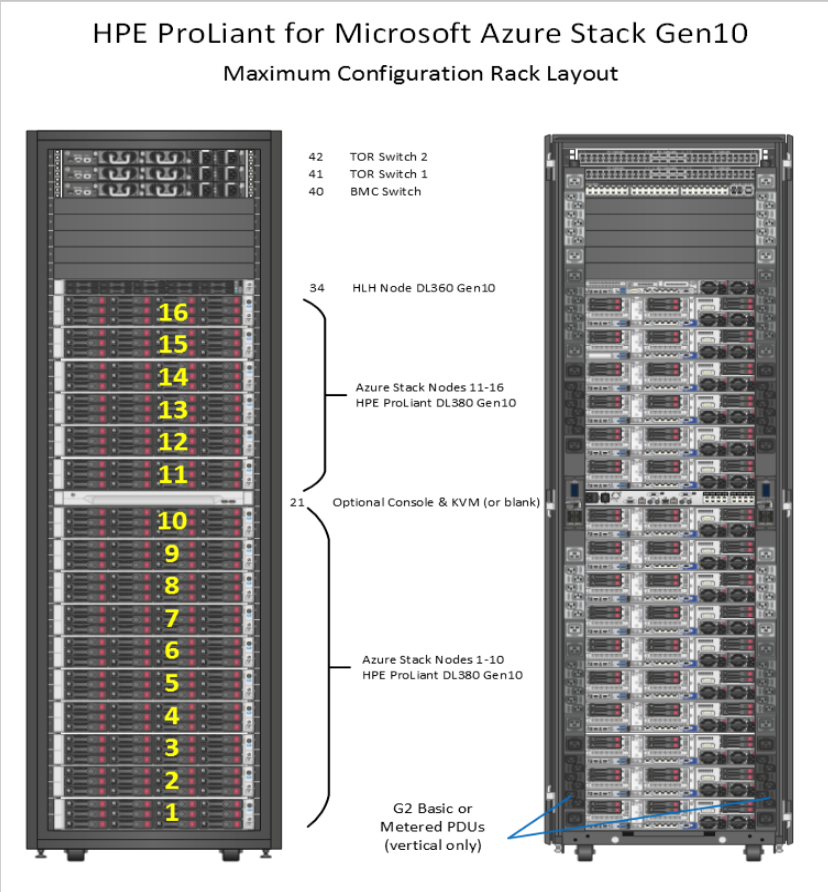 HPE ProLiant for Microsoft Azure Stack Gen10
Maximum Configuration Rack Layout
42 TOR Switch 2
41 TOR Switch 1
40 BMC Switch
34 HLH Node DL360 Gen10
16
15
14
13
12
11
Azure Stack Nodes 11-16
HPE ProLiant DL380 Gen10
21 Optional Console & KVM (or blank)
10
9
8
7
6
5
4
3
2
1
Azure Stack Nodes 1-10
HPE ProLiant DL380 Gen10
G2 Basic or
Metered PDUs
(vertical only)